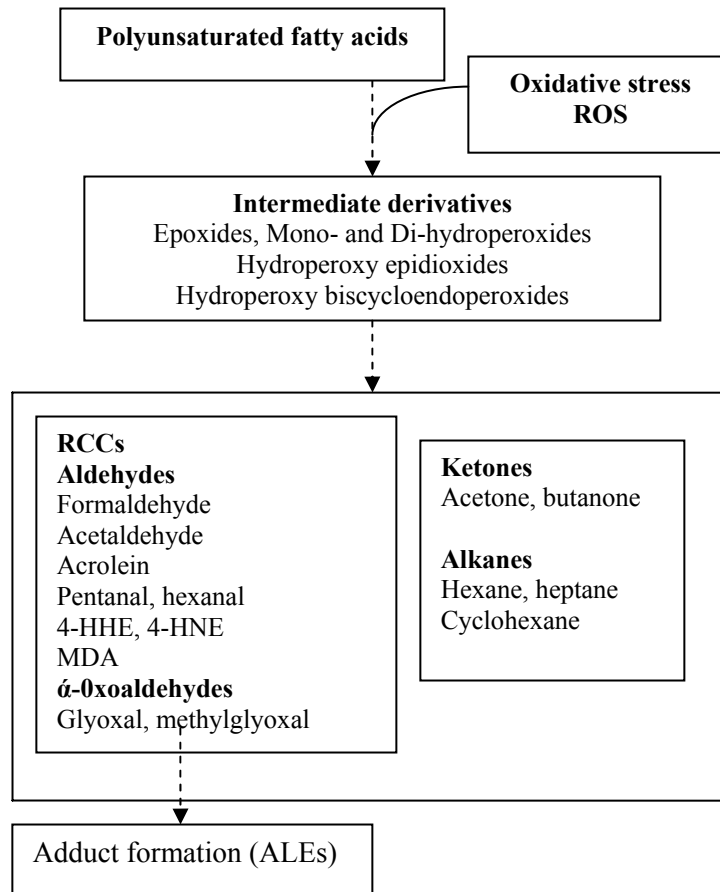 Polyunsaturated fatty acids
Oxidative stress
ROS
Intermediate derivatives
Epoxides, Mono- and Di-hydroperoxides
Hydroperoxy epidioxides
Hydroperoxy biscycloendoperoxides
RCCs
Aldehydes
Formaldehyde
Acetaldehyde
Acrolein
Pentanal, hexanal
4-HHE, 4-HNE
MDA
ά-0xoaldehydes
Glyoxal, methylglyoxal
Ketones
Acetone, butanone
Alkanes
Hexane, heptane
Cyclohexane
Adduct formation (ALEs)